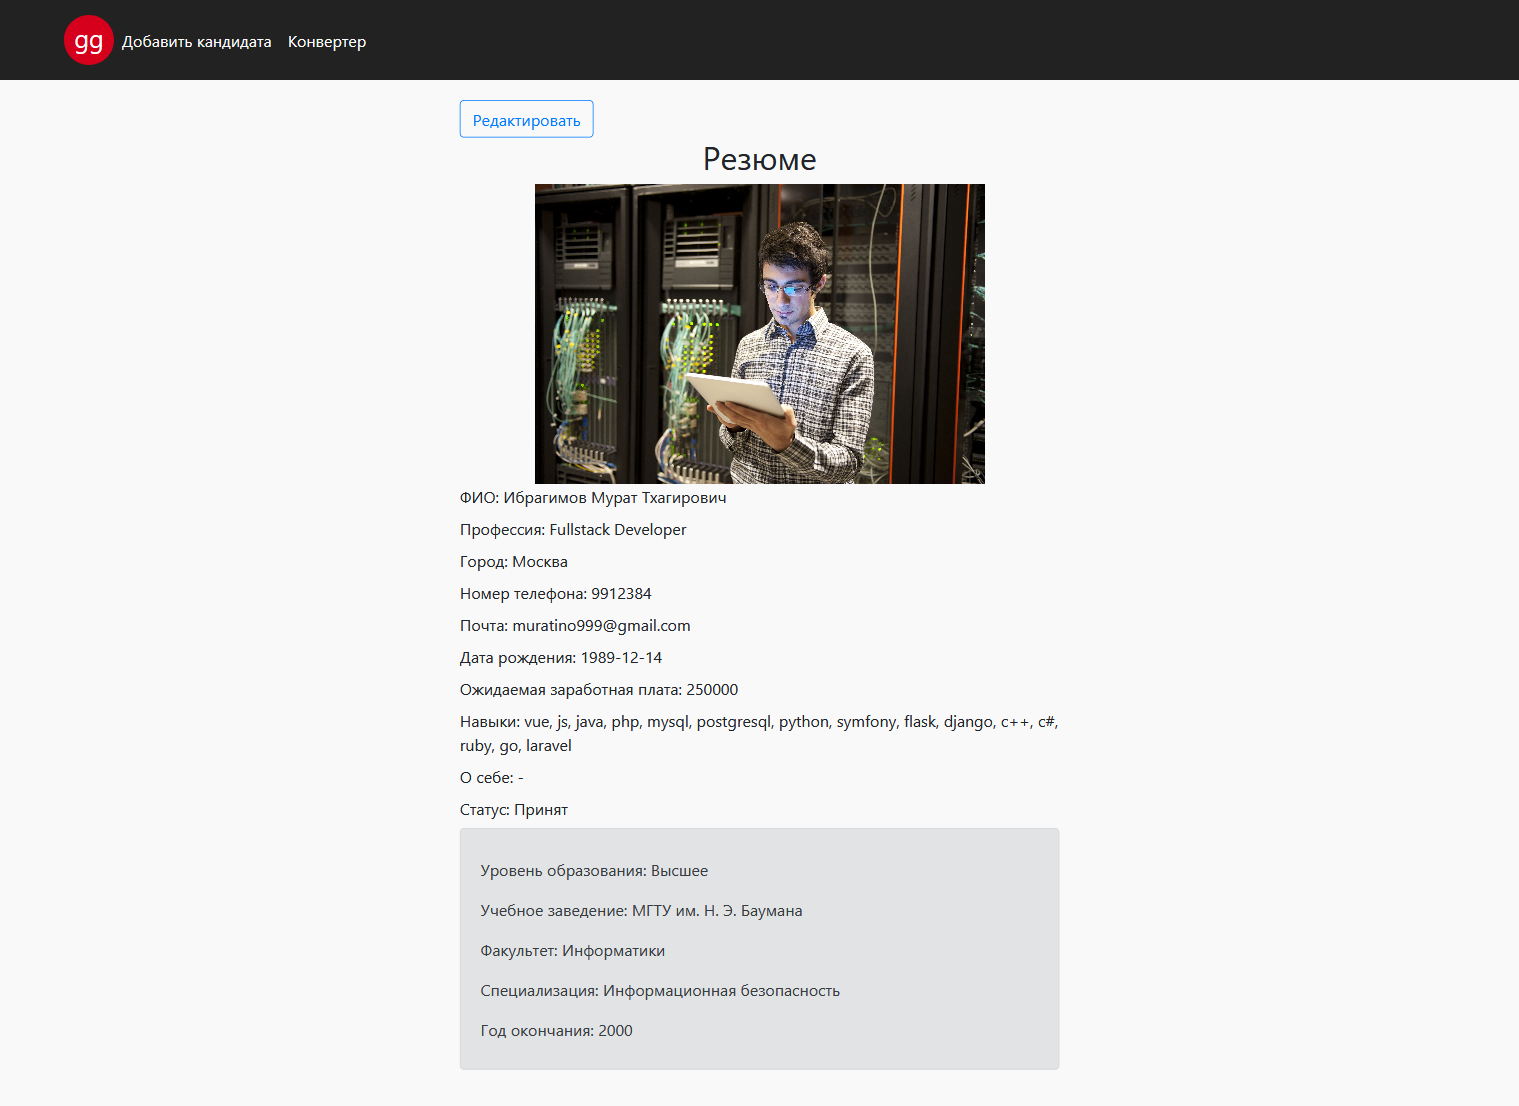 gg Добавить кандидата Конвертер
Редактировать
Резюме
ФИО: Ибрагимов Мурат Тхагирович
Профессия: Fullstack Developer
Город: Москва
Номер телефона: 9912384
Почта: muratino999@gmail.com
Дата рождения: 1989-12-14
Ожидаемая заработная плата: 250000
Навыки: vue, js, java, php, mysql, postgresql, python, symfony, flask, django, c++, c#,
ruby, go, laravel
О себе: -
Статус: Принят
Уровень образования: Высшее
Учебное заведение: МГТУ им. Н. Э. Баумана
Факультет: Информатики
Специализация: Информационная безопасность
Год окончания: 2000